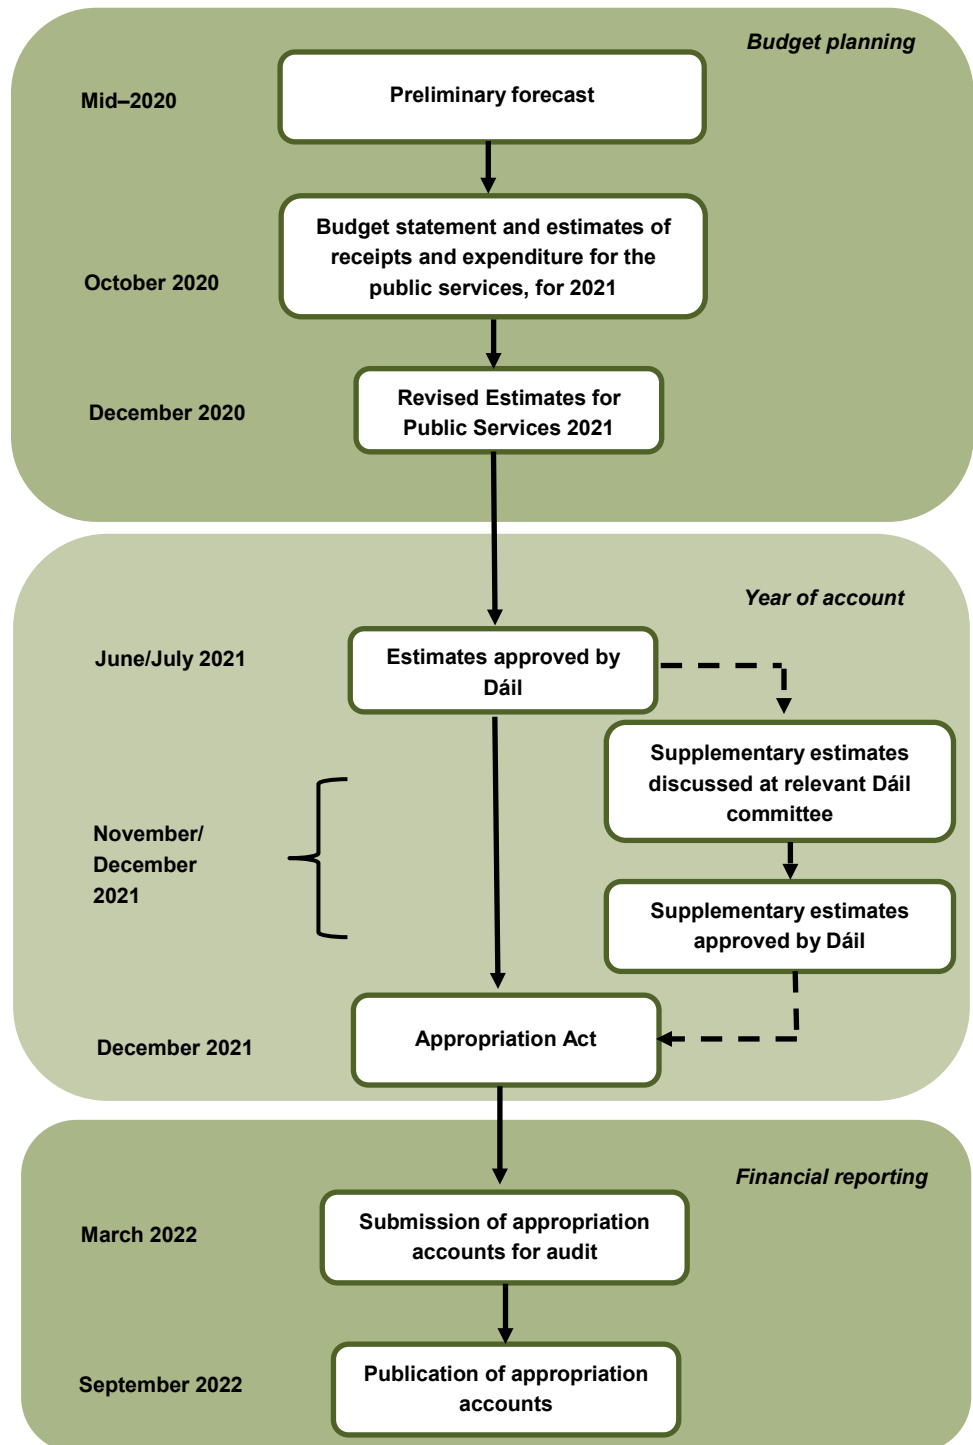 Budget planning
Mid–2020
Preliminary forecast
Budget statement and estimates of
receipts and expenditure for the
public services, for 2021
October 2020
Revised Estimates for
Public Services 2021
December 2020
Year of account
June/July 2021
Estimates approved by
Dáil
Supplementary estimates
discussed at relevant Dáil
committee
November/
December
2021
Supplementary estimates
approved by Dáil
Appropriation Act
December 2021
Financial reporting
March 2022
Submission of appropriation
accounts for audit
September 2022
Publication of appropriation
accounts